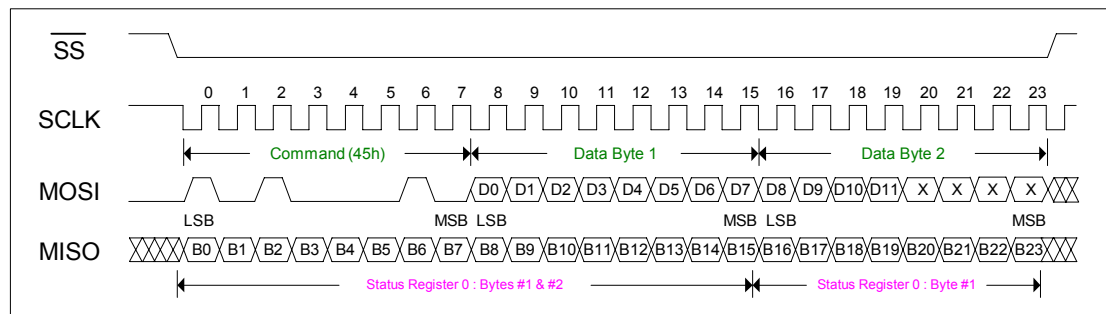 SS
0 1 2 3 4 5 6 7 8 9 10 11 12 13 14 15 16 17 18 19 20 21 22 23
SCLK
Command (45h) Data Byte 1 Data Byte 2
MOSI D0 D1 D2 D3 D4 D5 D6 D7 D8 D9 D10 D11 X X X X
LSB MSB LSB MSB LSB MSB
MISO B0 B1 B2 B3 B4 B5 B6 B7 B8 B9 B10 B11 B12 B13 B14 B15 B16 B17 B18 B19 B20 B21 B22 B23
Status Register 0 : Bytes #1 & #2 Status Register 0 : Byte #1